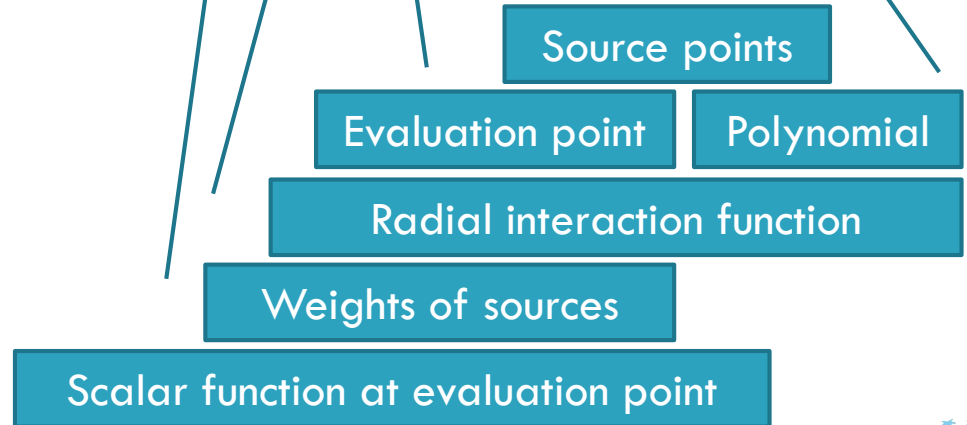 Source points
Evaluation point
Polynomial
Radial interaction function
Weights of sources
Scalar function at evaluation point